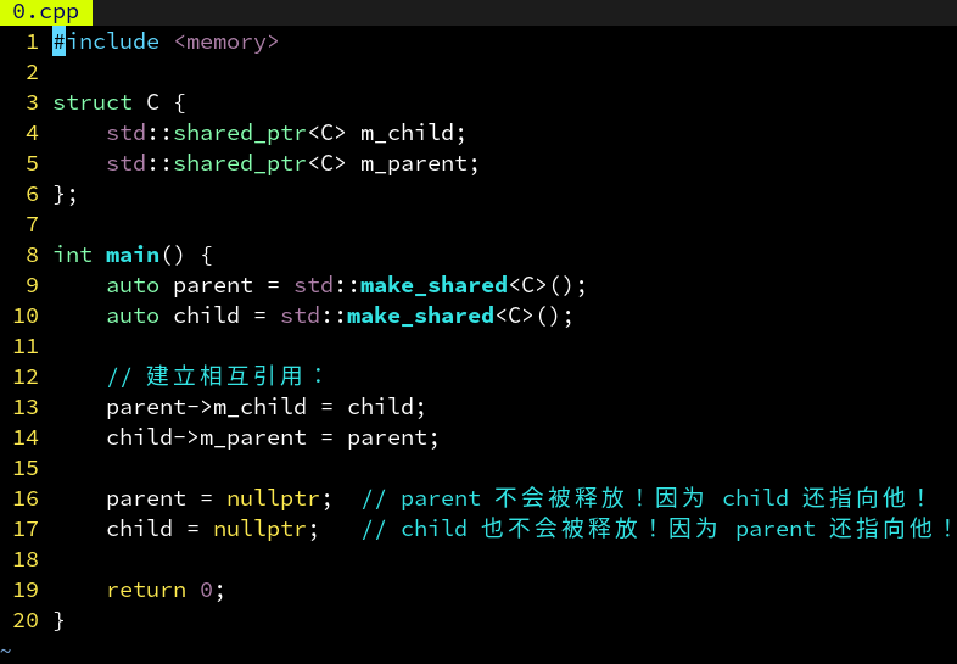 0.cpp
1 #include <memory>
2
3 struct C {
4     std::shared_ptr<C> m_child;
5     std::shared_ptr<C> m_parent;
6 };
7
8 int main() {
9     auto parent = std::make_shared<C>();
10     auto child = std::make_shared<C>();
11
12     // 建立相互引用：
13     parent->m_child = child;
14     child->m_parent = parent;
15
16     parent = nullptr;  // parent 不会被释放！因为 child 还指向他！
17     child = nullptr;   // child 也不会被释放！因为 parent 还指向他！
18
19     return 0;
20 }
~